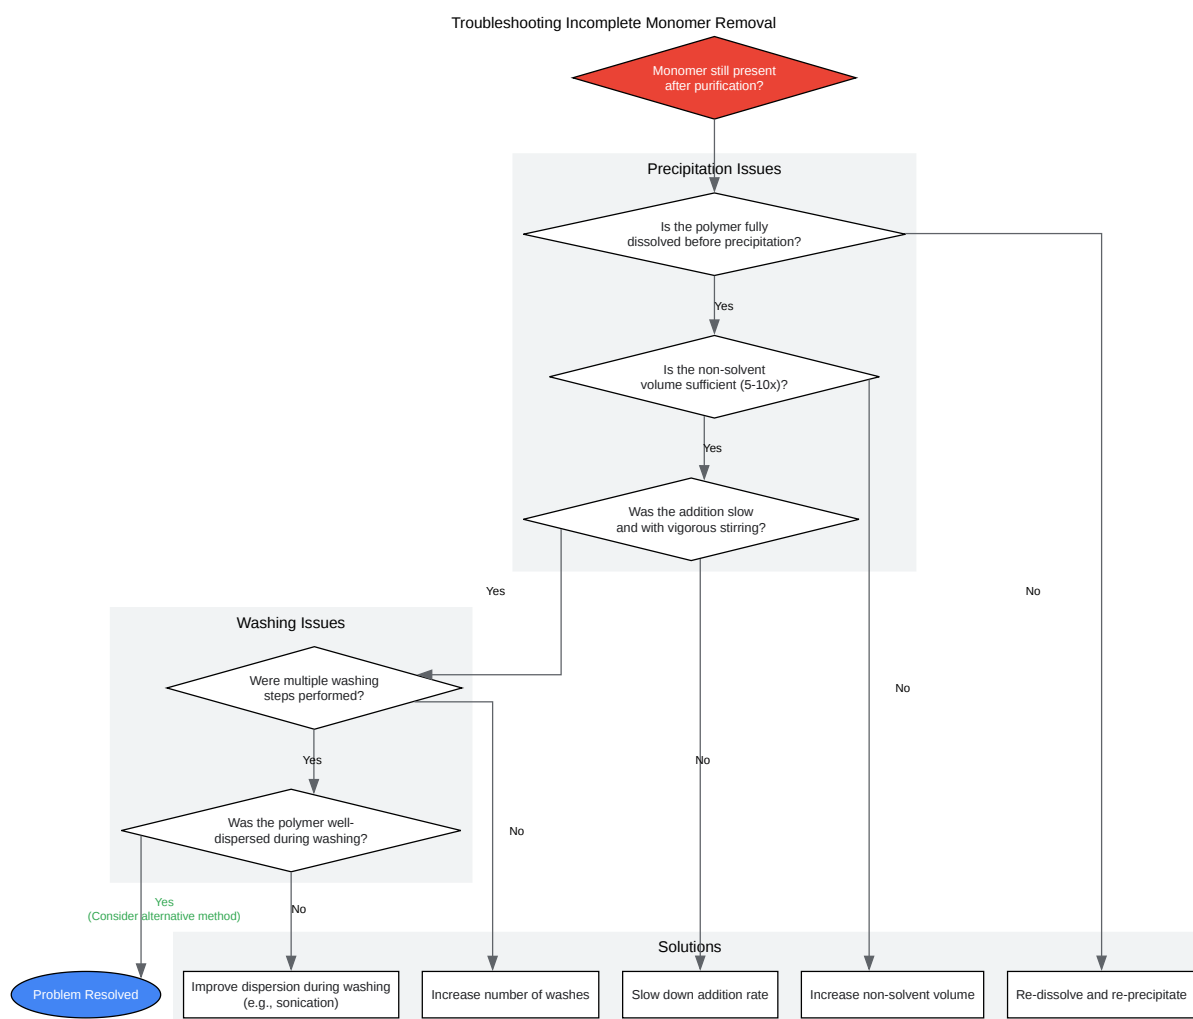 Troubleshooting Incomplete Monomer Removal
Monomer still present
after purification?
Precipitation Issues
Is the polymer fully
dissolved before precipitation?
Yes
Is the non-solvent
volume sufficient (5-10x)?
Yes
Was the addition slow
and with vigorous stirring?
Yes
No
Washing Issues
Were multiple washing
steps performed?
No
Yes
No
Was the polymer well-
dispersed during washing?
No
Yes
(Consider alternative method)
No
Solutions
Problem Resolved
Improve dispersion during washing
(e.g., sonication)
Increase number of washes
Slow down addition rate
Increase non-solvent volume
Re-dissolve and re-precipitate